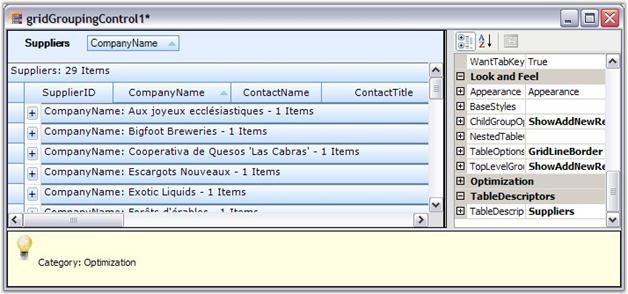 gridGroupingControl1*
Suppliers CompanyName
Suppliers: 29 Items
SupplierID CompanyName ContactName ContactTitle
CompanyName: Aux joyeux ecclésiastiques - 1 Items
CompanyName: Bigfoot Breweries - 1 Items
CompanyName: Cooperativa de Quesos 'Las Cabras' - 1 Items
CompanyName: Escargots Nouveaux - 1 Items
CompanyName: Exotic Liquids - 1 Items
CompanyName: Forêts d'érables - 1 Items
WantTabKey True
Look and Feel
Appearance Appearance
BaseStyles
ChildGroupOp ShowAddNewRe
NestedTable
TableOptions GridLineBorder
TopLevelGrou ShowAddNewRe
Optimization
TableDescriptors
TableDescrip Suppliers
Category: Optimization